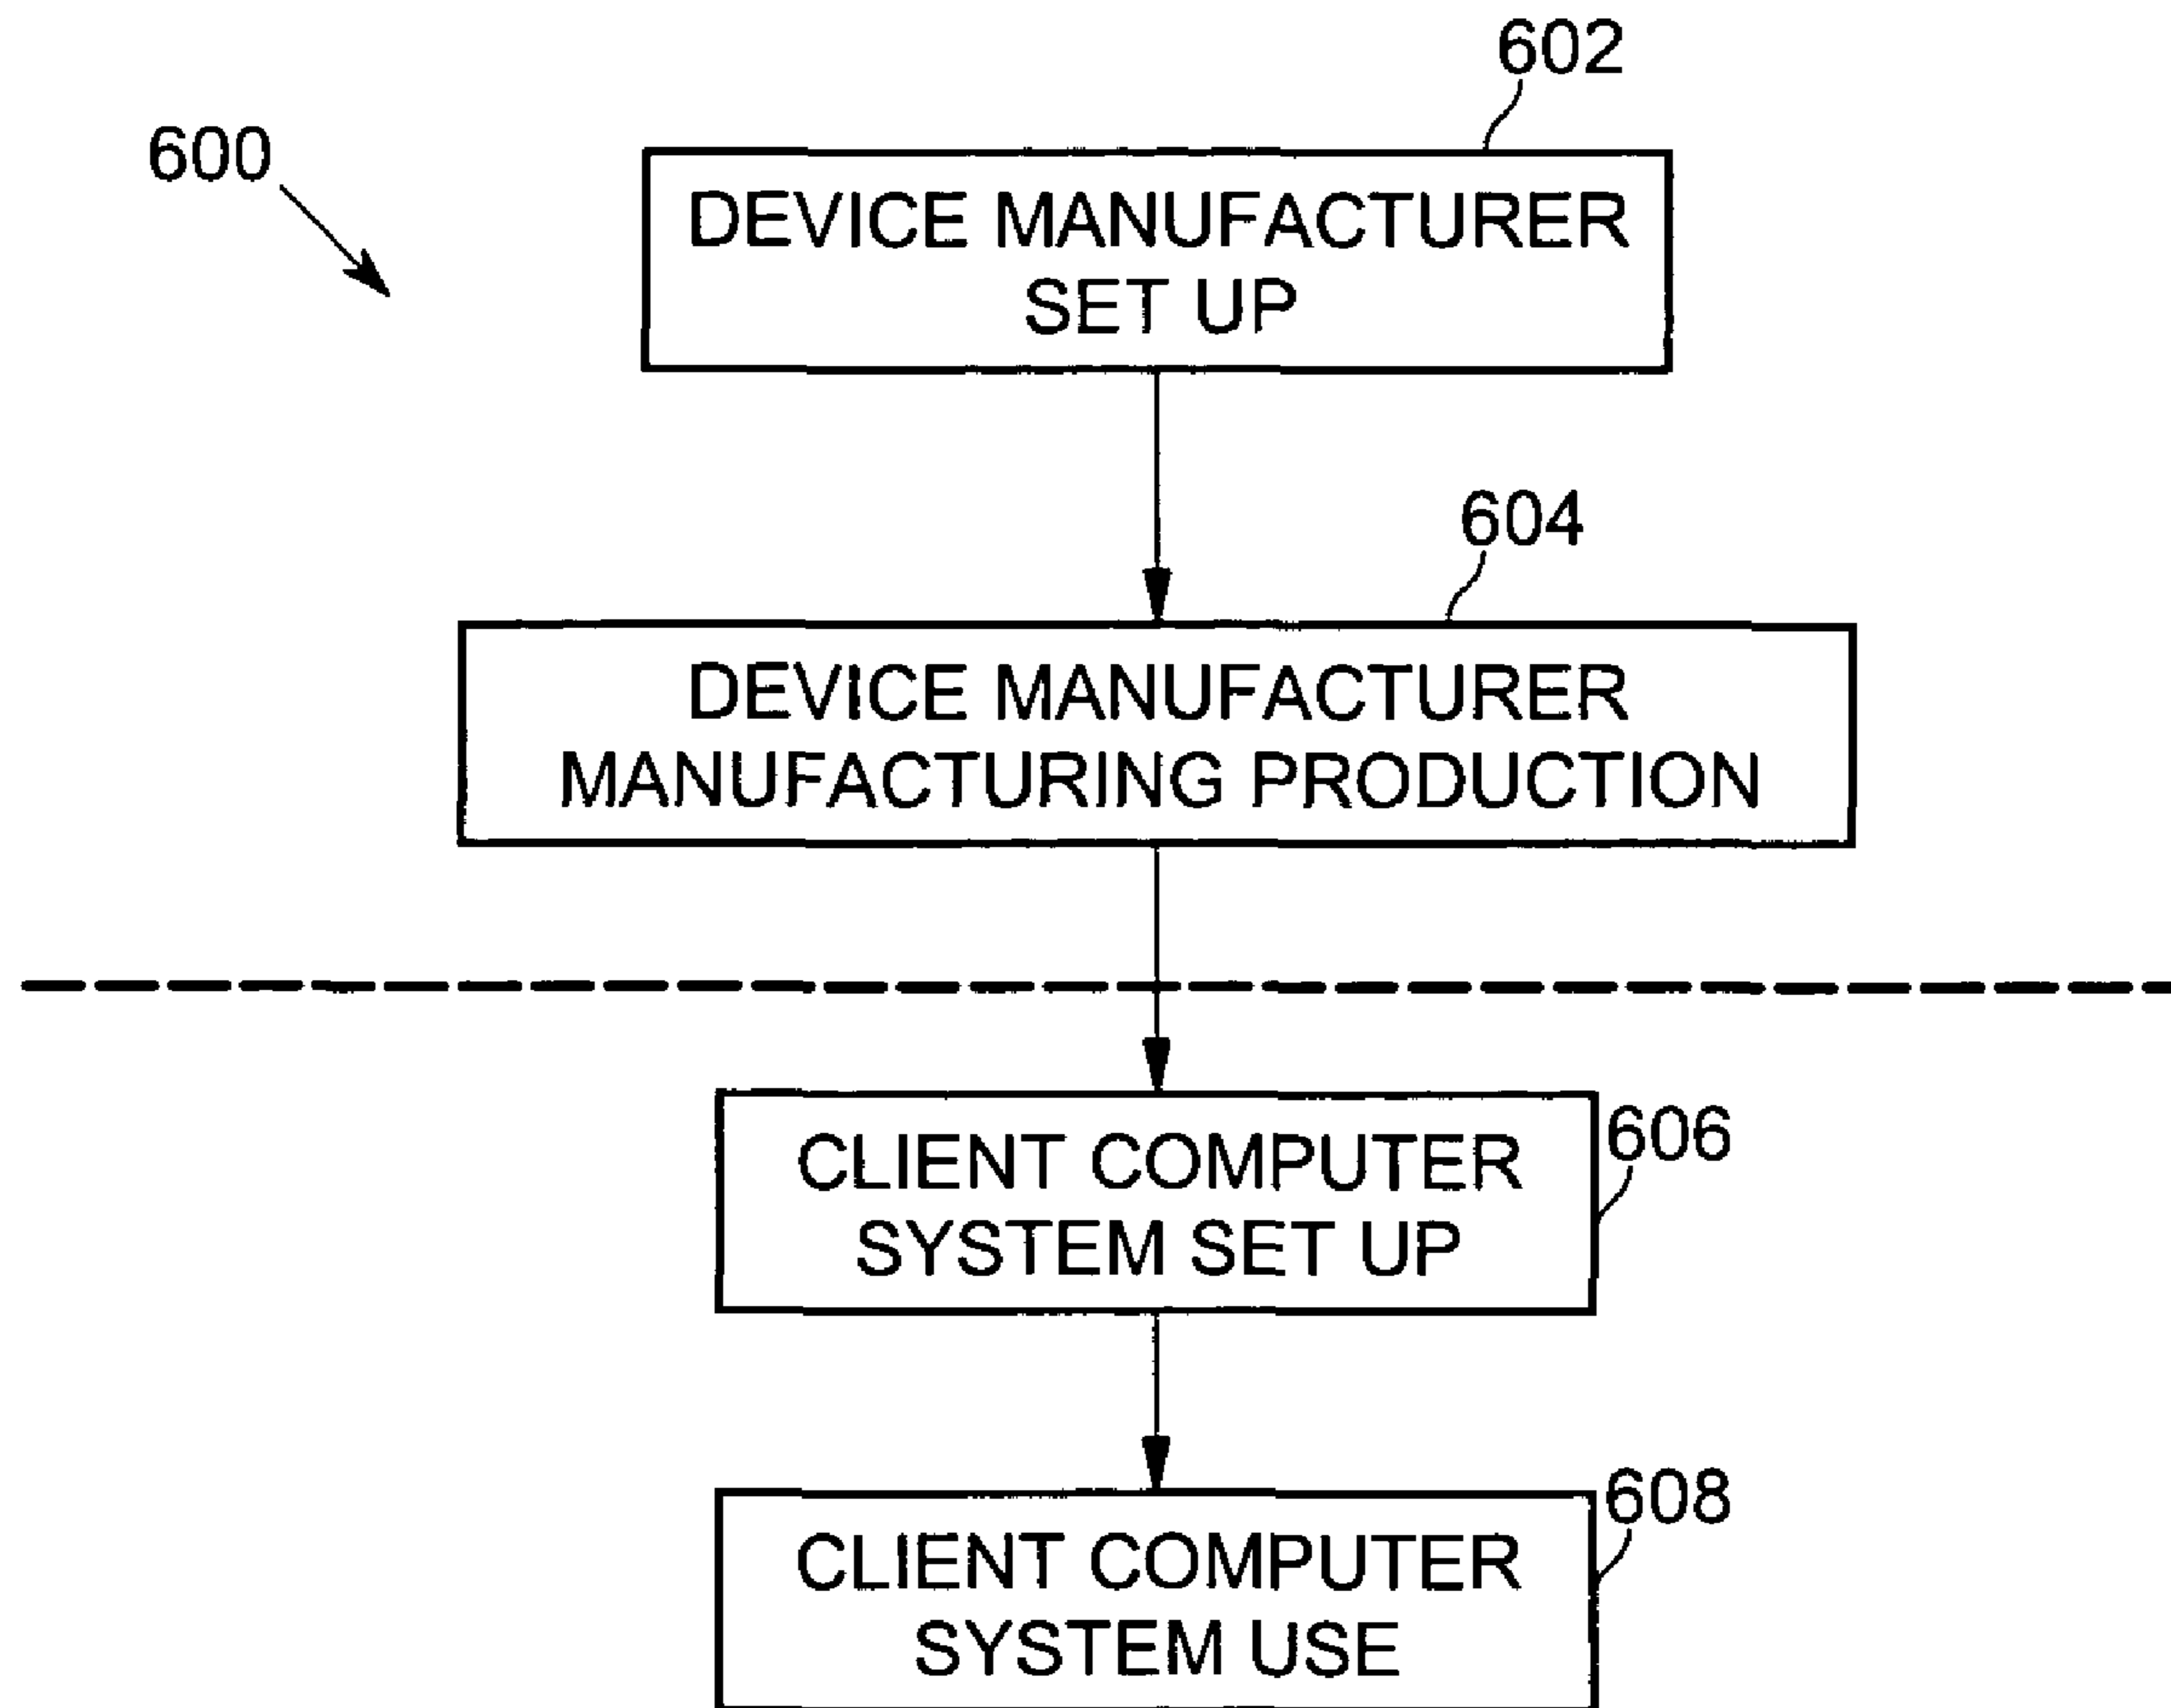 602
600
DEVICE MANUFACTURER
SET UP
604
DEVICE MANUFACTURER
MANUFACTURING PRODUCTION
606
CLIENT COMPUTER
SYSTEM SET UP
608
CLIENT COMPUTER
SYSTEM USE